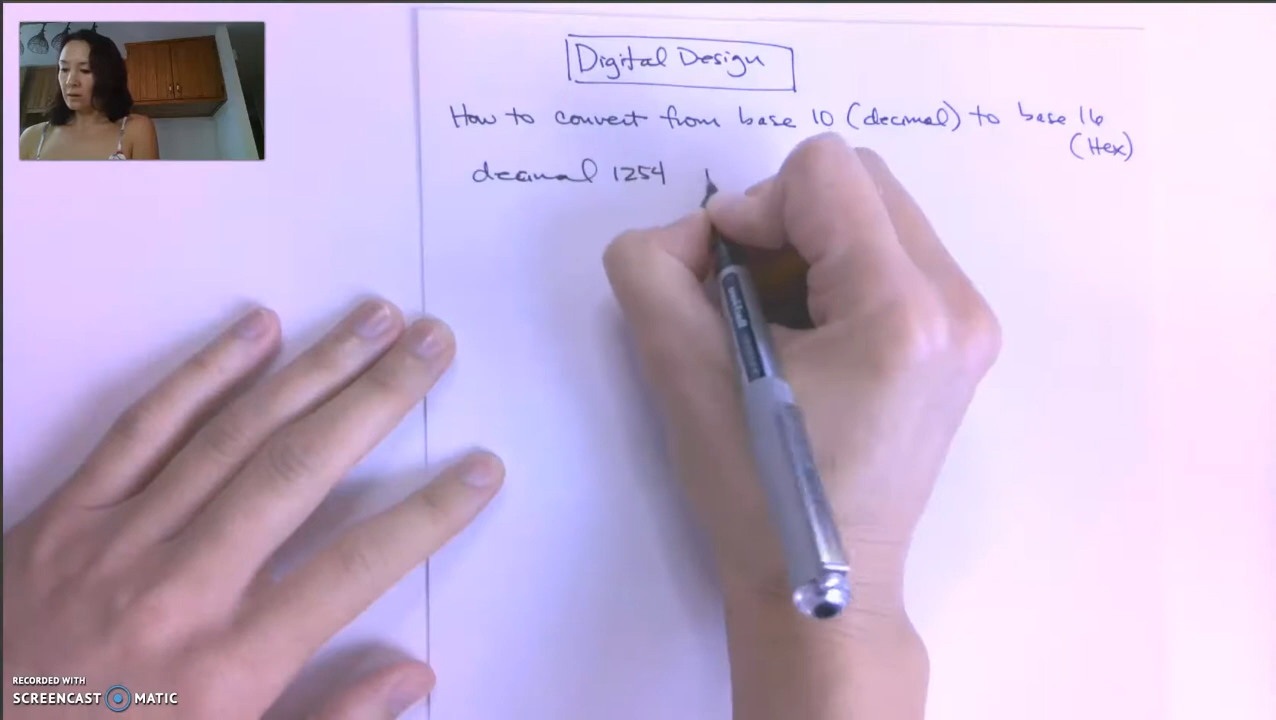 Digital Design
How to convert from base 10 (decimal) to base 16
(Hex)
decimal 1254
RECORDED WITH
SCREENCAST MATIC